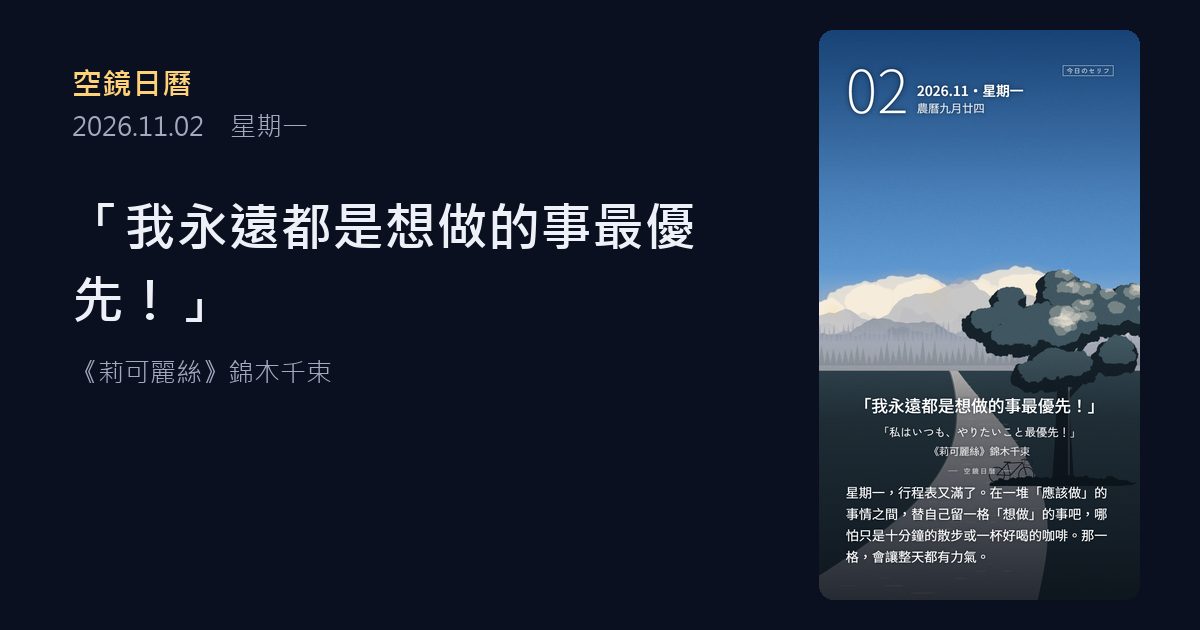 空鏡日曆
2026.11.02 星期一
「我永遠都是想做的事最優
先！」
《莉可麗絲》錦木千束
02
2026.11・星期一
農曆九月廿四
今日のセリフ
「我永遠都是想做的事最優先！」
「私はいつも、やりたいこと最優先！」
《莉可麗絲》錦木千束
— 空鏡日曆
星期一，行程表又滿了。在一堆「應該做」的
事情之間，替自己留一格「想做」的事吧，哪
怕只是十分鐘的散步或一杯好喝的咖啡。那一
格，會讓整天都有力氣。